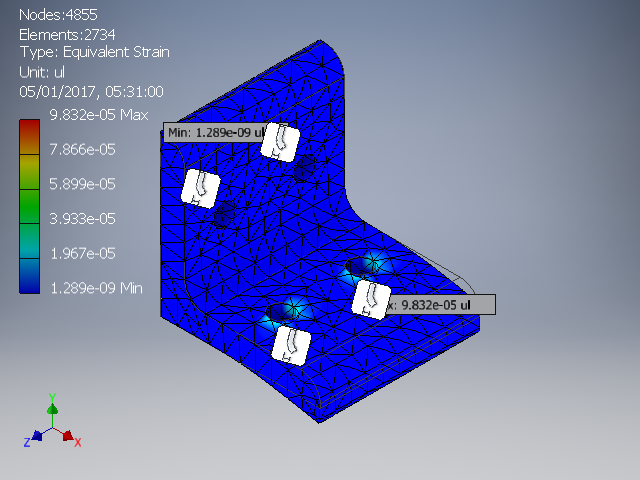 Nodes:4855
Elements:2734
Type: Equivalent Strain
Unit: ul
05/01/2017, 05:31:00
9.832e-05 Max
7.866e-05
5.899e-05
3.933e-05
1.967e-05
1.289e-09 Min
Min: 1.289e-09 ul
x: 9.832e-05 ul
Y
Z
X